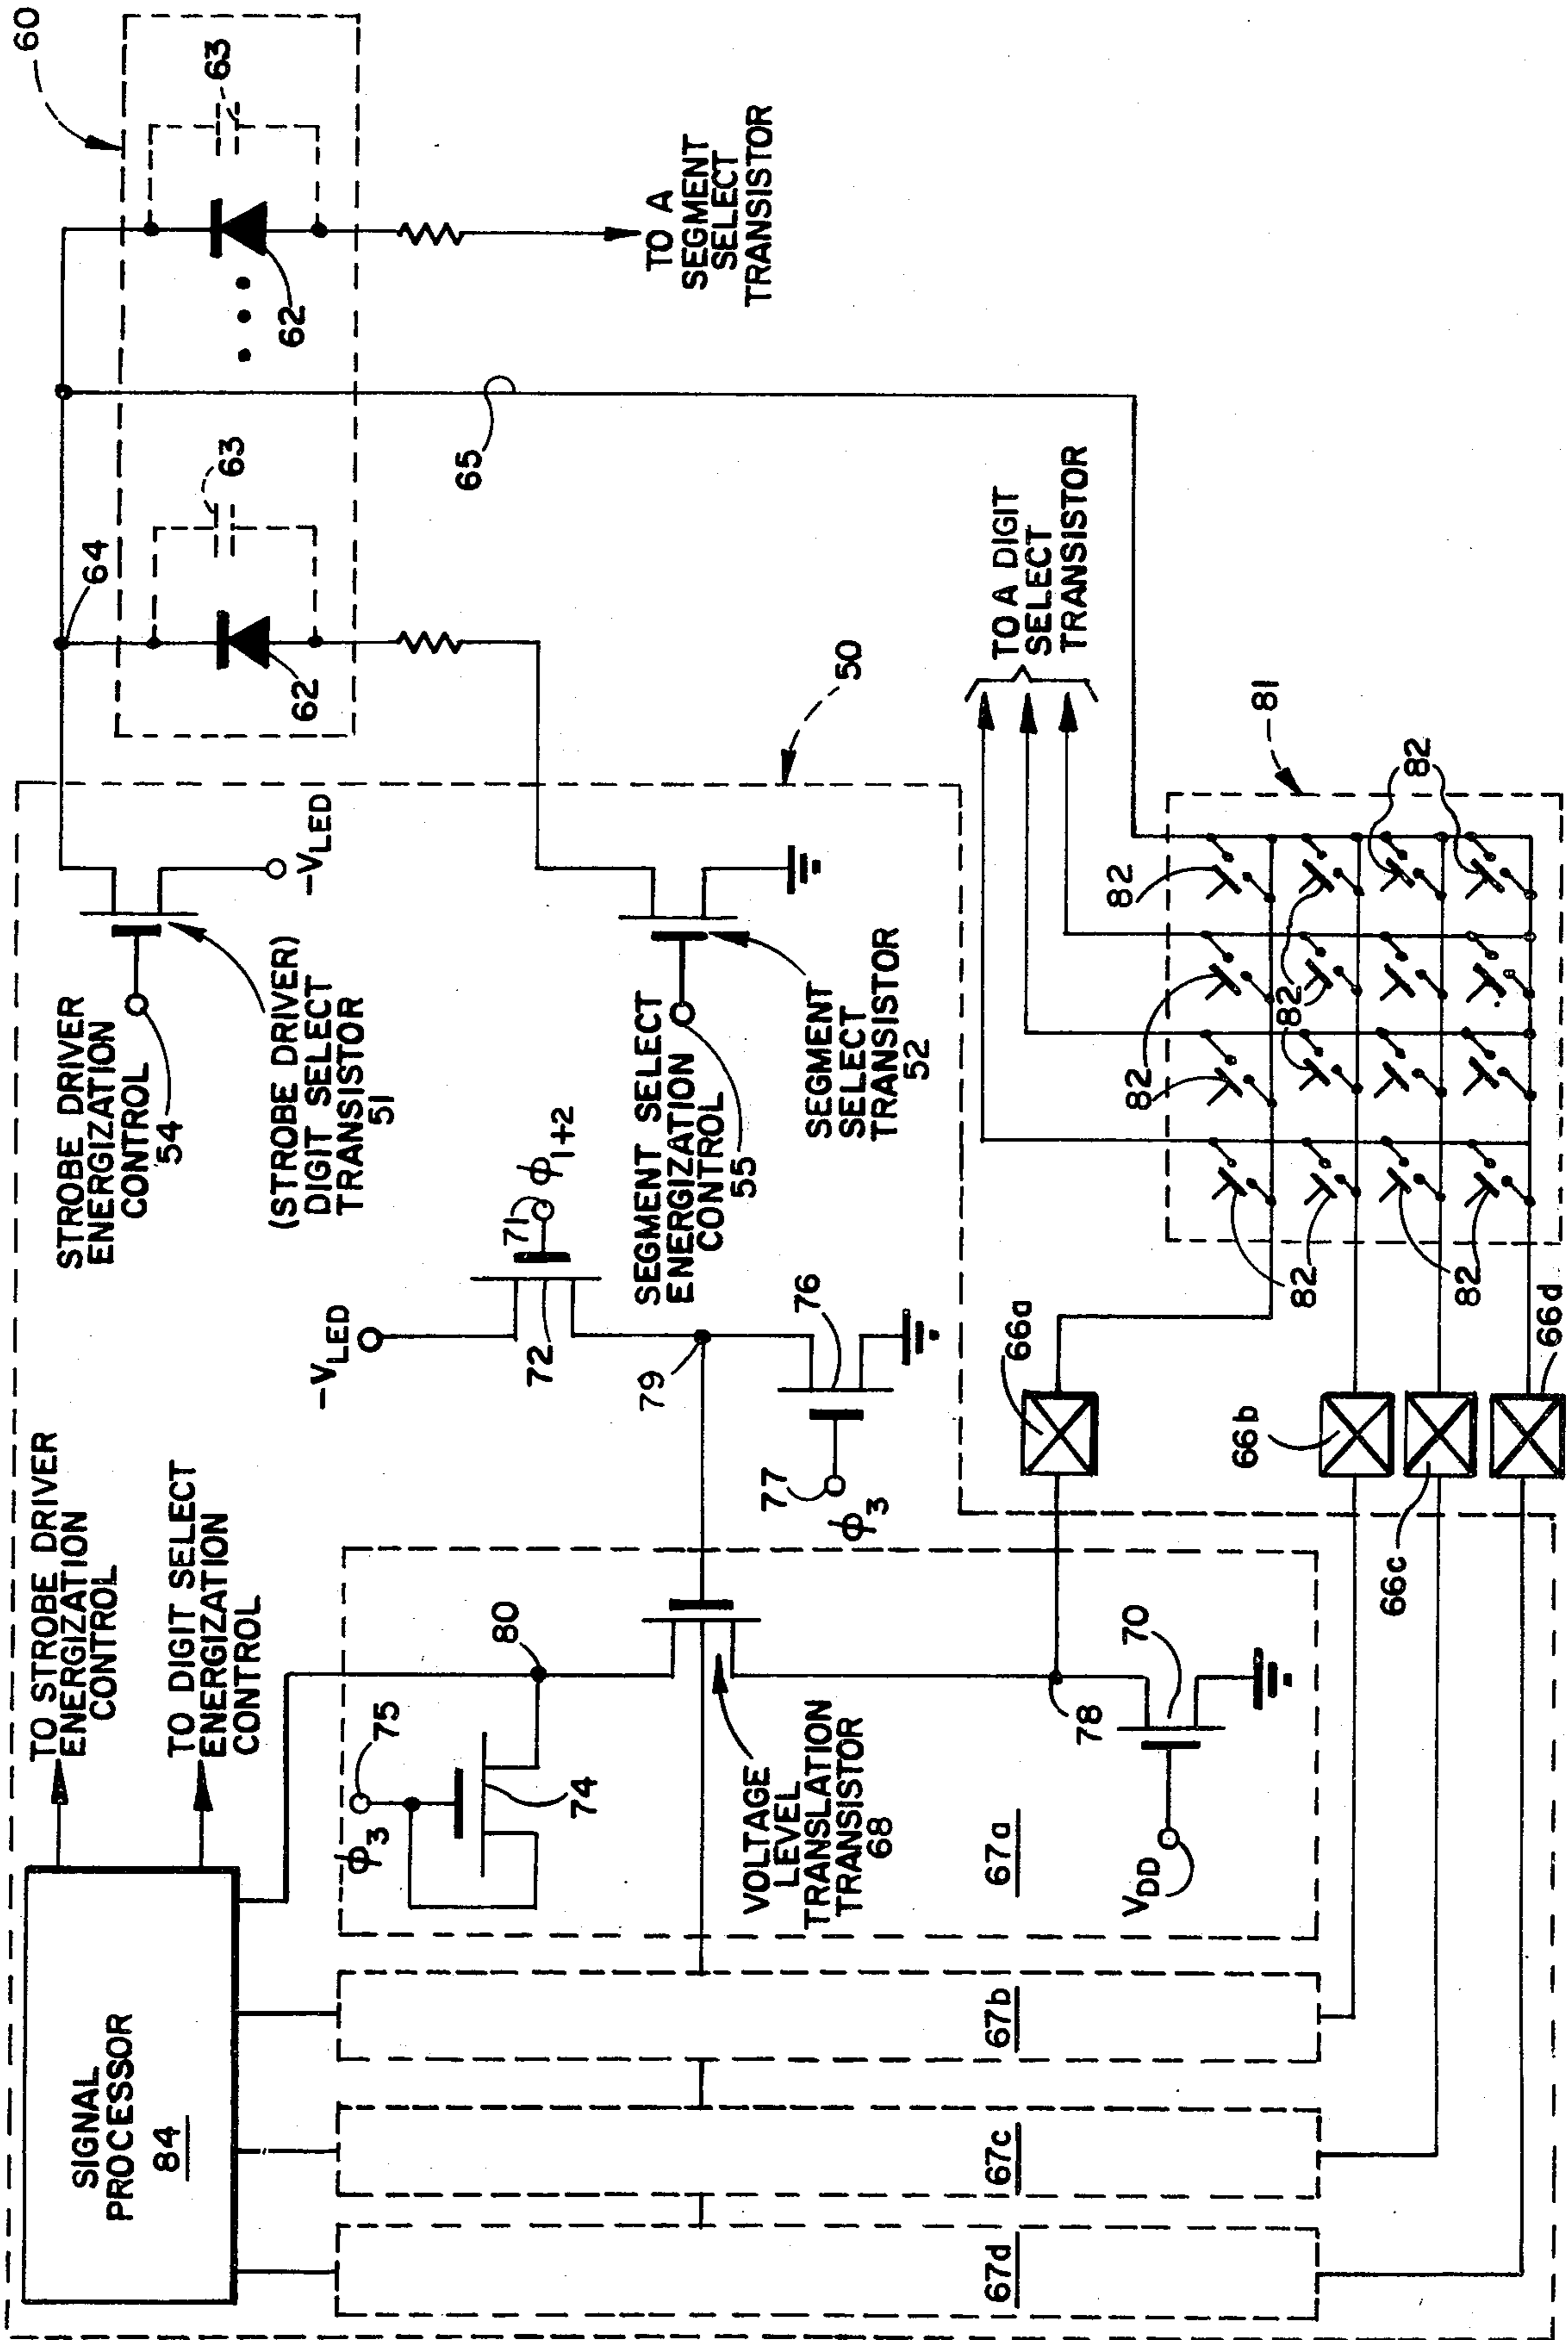 SIGNAL
PROCESSOR
84
TO STROBE DRIVER
ENERGIZATION
CONTROL
TO DIGIT SELECT
ENERGIZATION
CONTROL
STROBE DRIVER
ENERGIZATION
CONTROL
54
(STROBE DRIVER)
DIGIT SELECT
TRANSISTOR
51
-VLED
64
62
63
62
63
60
TO A
SEGMENT
SELECT
TRANSISTOR
65
50
-VLED
72
71
ϕ1+2
79
76
77
ϕ3
SEGMENT SELECT
ENERGIZATION
CONTROL
55
SEGMENT
SELECT
TRANSISTOR
52
75
ϕ3
74
80
VOLTAGE
LEVEL
TRANSLATION
TRANSISTOR
68
67a
78
70
VDD
67b
67c
67d
66a
66b
66c
66d
TO A DIGIT
SELECT
TRANSISTOR
81
82
82
82
82
82
82
82
82
82